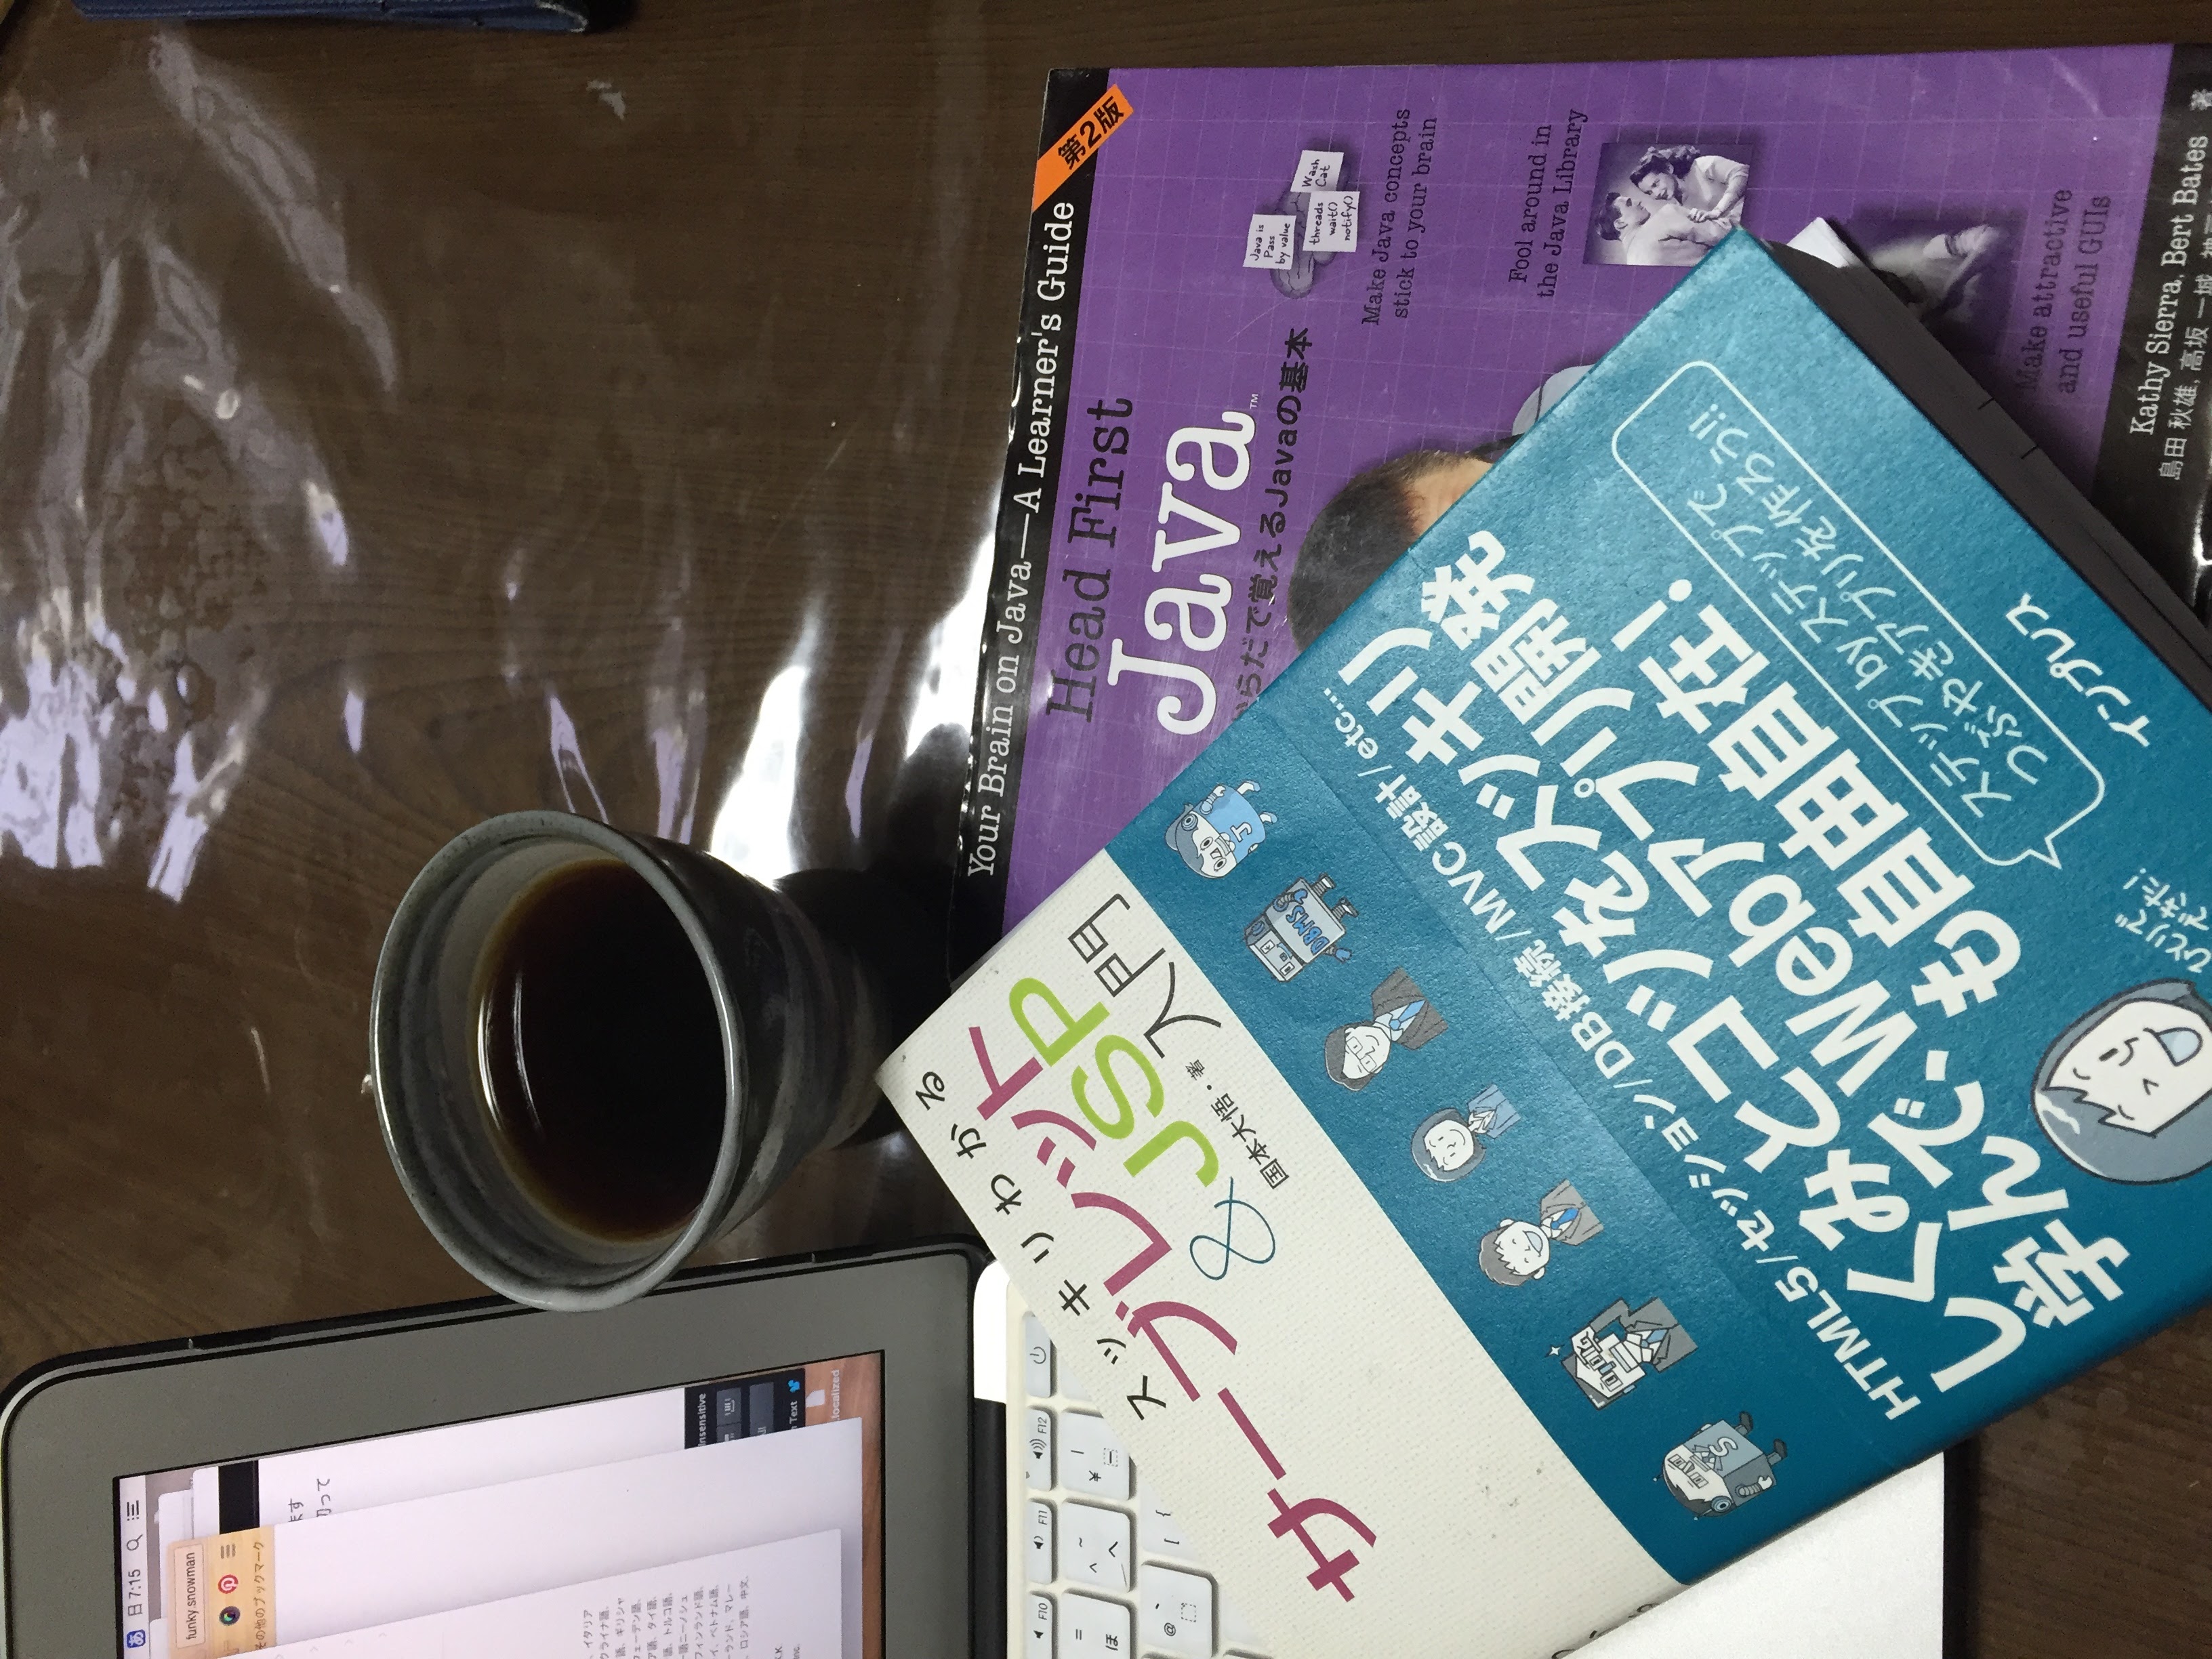 あ 日 7:15
funky.snowman
その他のブックマーク
ます
切って
、イタリア
クライナ語、
語、ギリシャ
ウェーデン語、
ア語、タイ語、
語、トルコ語、
フィンランド語、
イ、ベトナム語、
ーランド、マレー
、ロシア語、中文、
K.K.
Inc.
insensitive
Text
localized
F10
F11
F12
=
ほ
^
~
へ
¥
|
ー
@
[
{
スッキリわかる
サーブレット
&JSP
入門
国本大悟・著
J
DBMS
S
HTML5/セッション/DB接続/MVC設計/etc...
しくみとコツをスッキリ
学んで、Webアプリ開発
も自由自在！
ステップ by ステップで
つぶやきアプリを作ろう!!
インプレス
ひとりで
できた！
Your Brain on Java—A Learner's Guide
第2版
Head First
Java™
からだで覚えるJavaの基本
Java is
Pass
by value
Wash
Cat
threads
wait()
notify()
Make Java concepts
stick to your brain
Fool around in
the Java Library
Make attractive
and useful GUIs
Kathy Sierra, Bert Bates 著
島田 秋雄, 高坂 一城,